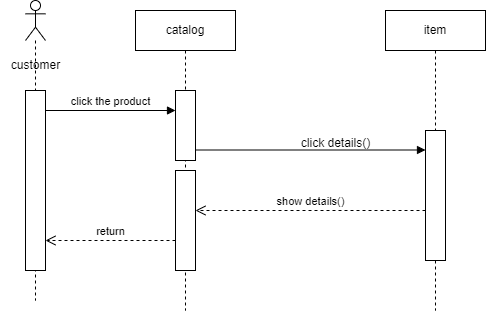 catalog
item
customer
click the product
click details()
show details()
return